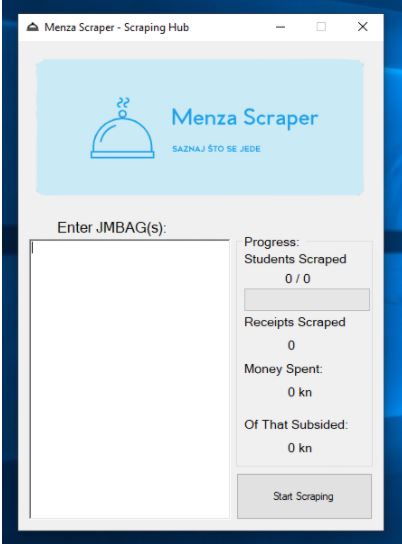 Menza Scraper - Scraping Hub
Menza Scraper
SAZNAJ ŠTO SE JEDE
Enter JMBAG(s):
Progress:
Students Scraped
0 / 0
Receipts Scraped
0
Money Spent:
0 kn
Of That Subsided:
0 kn
Start Scraping